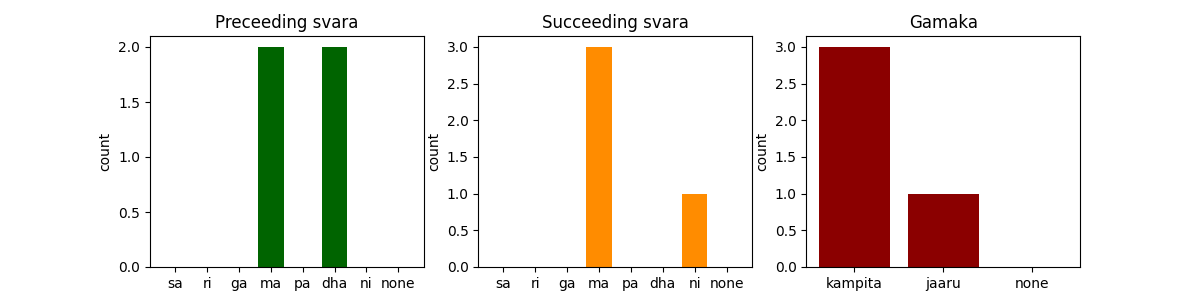 Preceeding svara
count
2.0
1.5
1.0
0.5
0.0
sa ri ga ma pa dha ni none
Succeeding svara
count
3.0
2.5
2.0
1.5
1.0
0.5
0.0
sa ri ga ma pa dha ni none
Gamaka
count
3.0
2.5
2.0
1.5
1.0
0.5
0.0
kampita jaaru none